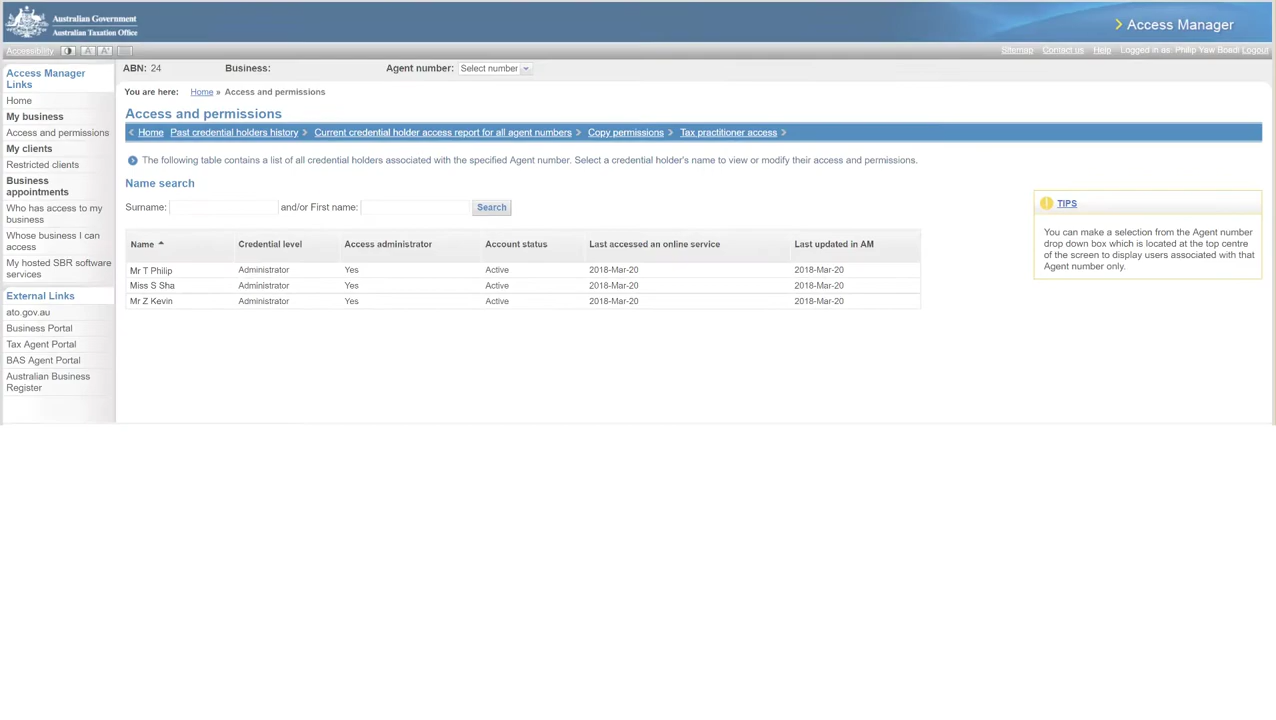 Australian Government
Australian Taxation Office
Access Manager
Accessibility
A-
A+
Sitemap Contact us Help Logged in as: Philip Yaw Boadi Logout
ABN: 24 Business: Agent number: Select number
You are here: Home » Access and permissions
Access and permissions
Home Past credential holders history Current credential holder access report for all agent numbers Copy permissions Tax practitioner access
The following table contains a list of all credential holders associated with the specified Agent number. Select a credential holder's name to view or modify their access and permissions.
Name search
Surname: and/or First name: Search
Name Credential level Access administrator Account status Last accessed an online service Last updated in AM
Mr T Philip Administrator Yes Active 2018-Mar-20 2018-Mar-20
Miss S Sha Administrator Yes Active 2018-Mar-20 2018-Mar-20
Mr Z Kevin Administrator Yes Active 2018-Mar-20 2018-Mar-20
Access Manager
Links
Home
My business
Access and permissions
My clients
Restricted clients
Business
appointments
Who has access to my
business
Whose business I can
access
My hosted SBR software
services
External Links
ato.gov.au
Business Portal
Tax Agent Portal
BAS Agent Portal
Australian Business
Register
TIPS
You can make a selection from the Agent number
drop down box which is located at the top centre
of the screen to display users associated with that
Agent number only.